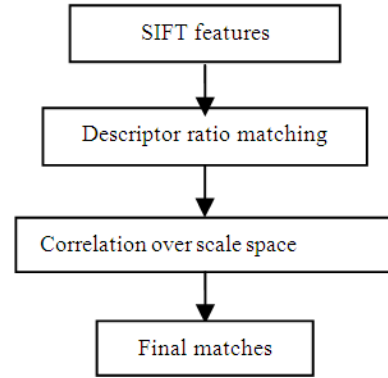 SIFT features
Descriptor ratio matching
Correlation over scale space
Final matches